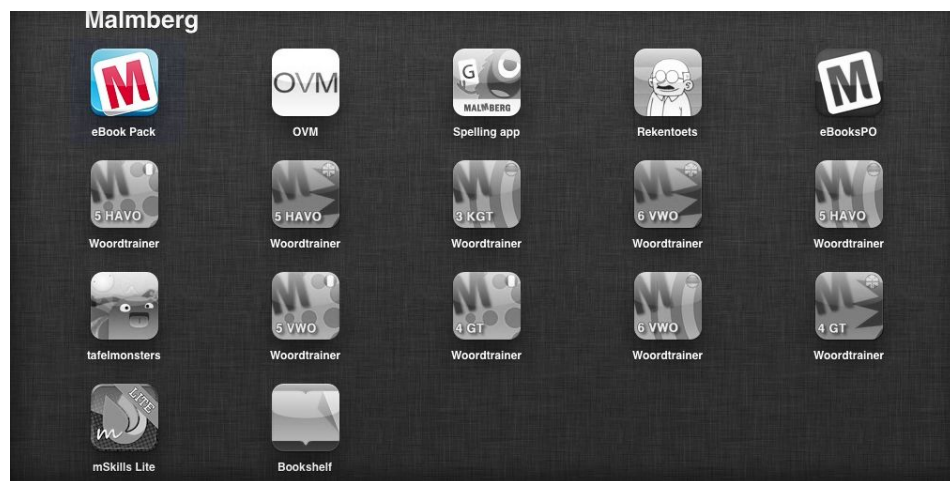 Malmberg
M
OVM
G
MALMBERG
M
eBook Pack
OVM
Spelling app
Rekentoets
eBooksPO
M
5 HAVO
M
5 HAVO
M
3 KGT
M
6 VWO
M
5 HAVO
Woordtrainer
Woordtrainer
Woordtrainer
Woordtrainer
Woordtrainer
M
5 VWO
M
4 GT
M
6 VWO
M
4 GT
tafelmonsters
Woordtrainer
Woordtrainer
Woordtrainer
Woordtrainer
LITE
m
mSkills Lite
Bookshelf